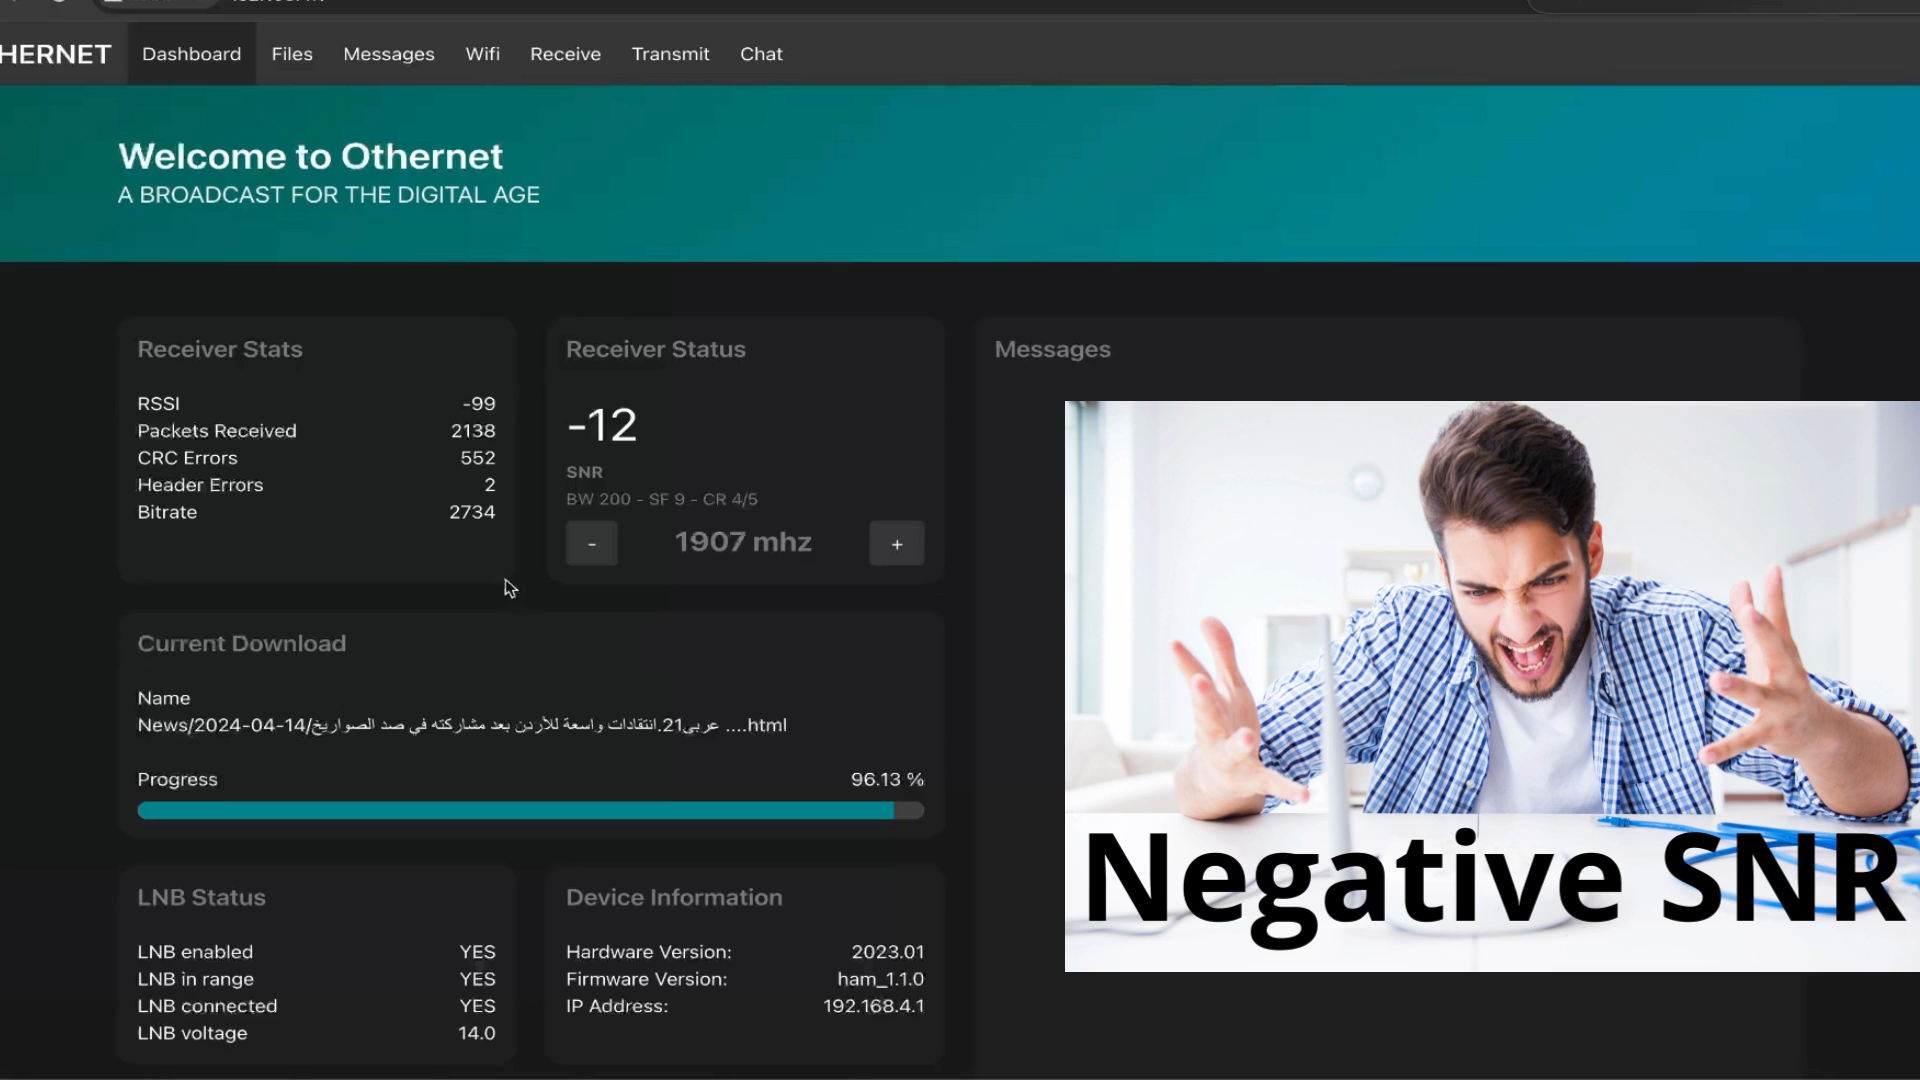 HERNET Dashboard Files Messages Wifi Receive Transmit Chat
Welcome to Othernet
A BROADCAST FOR THE DIGITAL AGE
Receiver Stats
RSSI -99
Packets Received 2138
CRC Errors 552
Header Errors 2
Bitrate 2734
Receiver Status
-12
SNR
BW 200 - SF 9 - CR 4/5
- 1907 mhz +
Messages
Negative SNR
Current Download
Name
News/2024-04-14/عربي21.انتقادات واسعة للأردن بعد مشاركته في صد الصواريخ ....html
Progress 96.13 %
LNB Status
LNB enabled YES
LNB in range YES
LNB connected YES
LNB voltage 14.0
Device Information
Hardware Version: 2023.01
Firmware Version: ham_1.1.0
IP Address: 192.168.4.1